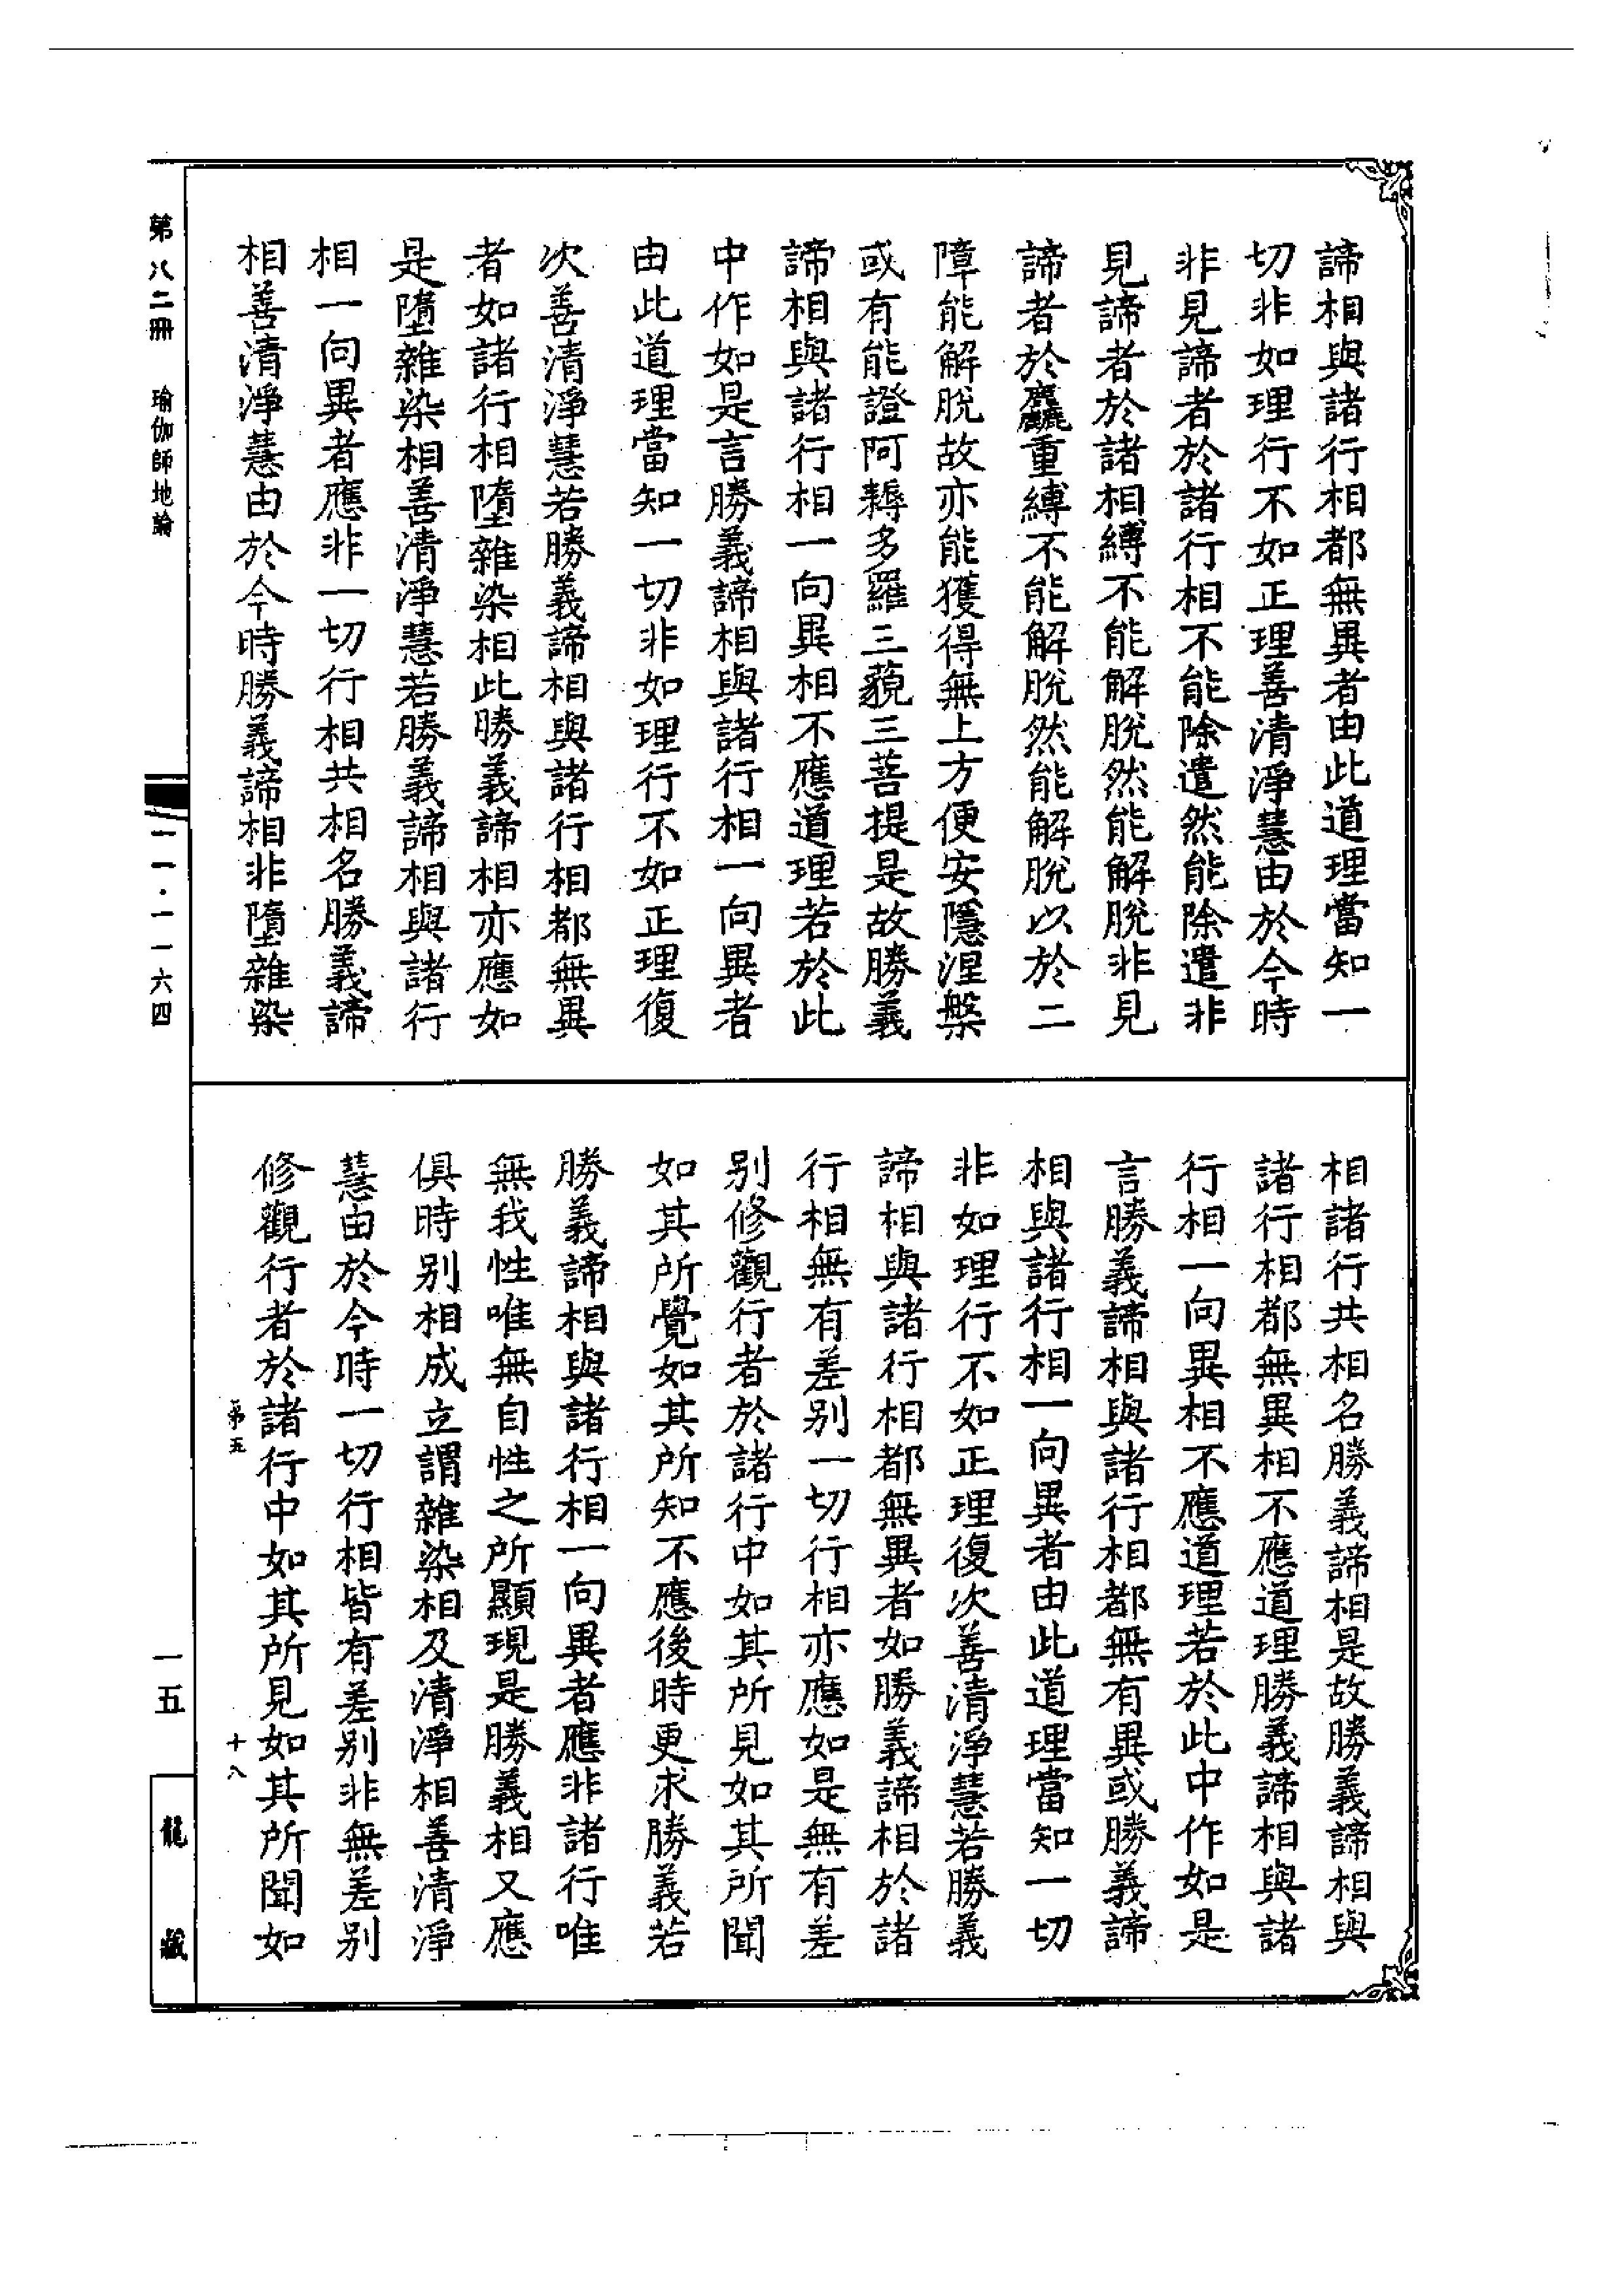 諦相與諸行相都無異者由此道理當知一
切非如理行不如正理善清淨慧由於今時
非見諦者於諸行相不能除遣然能除遣非
見諦者於諸相縛不能解脫然能解脫非見
諦者於麤重縛不能解脫然能解脫以於二
障能解脫故亦能獲得無上方便安隱涅槃
或有能證阿耨多羅三藐三菩提是故勝義
諦相與諸行相一向異相不應道理若於此
中作如是言勝義諦相與諸行相一向異者
由此道理當知一切非如理行不如正理復
次善清淨慧若勝義諦相與諸行相都無異
者如諸行相墮雜染相此勝義諦相亦應如
是墮雜染相善清淨慧若勝義諦相與諸行
相一向異者應非一切行相共相名勝義諦
相善清淨慧由於今時勝義諦相非墮雜染
相諸行共相名勝義諦相是故勝義諦相與
諸行相都無異相不應道理勝義諦相與諸
行相一向異相不應道理若於此中作如是
言勝義諦相與諸行相都無有異或勝義諦
相與諸行相一向異者由此道理當知一切
非如理行不如正理復次善清淨慧若勝義
諦相與諸行相都無異者如勝義諦相於諸
行相無有差別一切行相亦應如是無有差
別修觀行者於諸行中如其所見如其所聞
如其所覺如其所知不應後時更求勝義若
勝義諦相與諸行相一向異者應非諸行唯
無我性唯無自性之所顯現是勝義相又應
俱時別相成立謂雜染相及清淨相善清淨
慧由於今時一切行相皆有差別非無差別
修觀行者於諸行中如其所見如其所聞如
第五 十八
第八二冊 瑜伽師地論
一一·一一六四
一五
龍藏